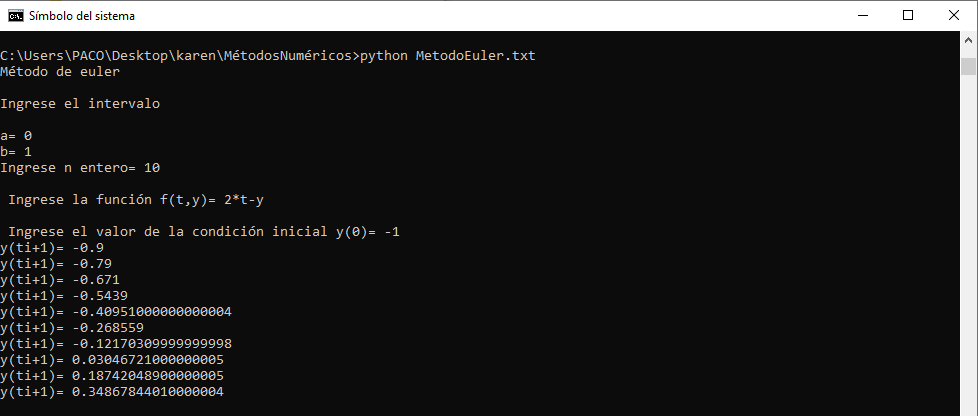 Símbolo del sistema
C:\Users\PACO\Desktop\karen\MétodosNuméricos>python MetodoEuler.txt
Método de euler
Ingrese el intervalo
a= 0
b= 1
Ingrese n entero= 10
Ingrese la función f(t,y)= 2*t-y
Ingrese el valor de la condición inicial y(0)= -1
y(ti+1)= -0.9
y(ti+1)= -0.79
y(ti+1)= -0.671
y(ti+1)= -0.5439
y(ti+1)= -0.40951000000000004
y(ti+1)= -0.268559
y(ti+1)= -0.12170309999999998
y(ti+1)= 0.03046721000000005
y(ti+1)= 0.18742048900000005
y(ti+1)= 0.34867844010000004